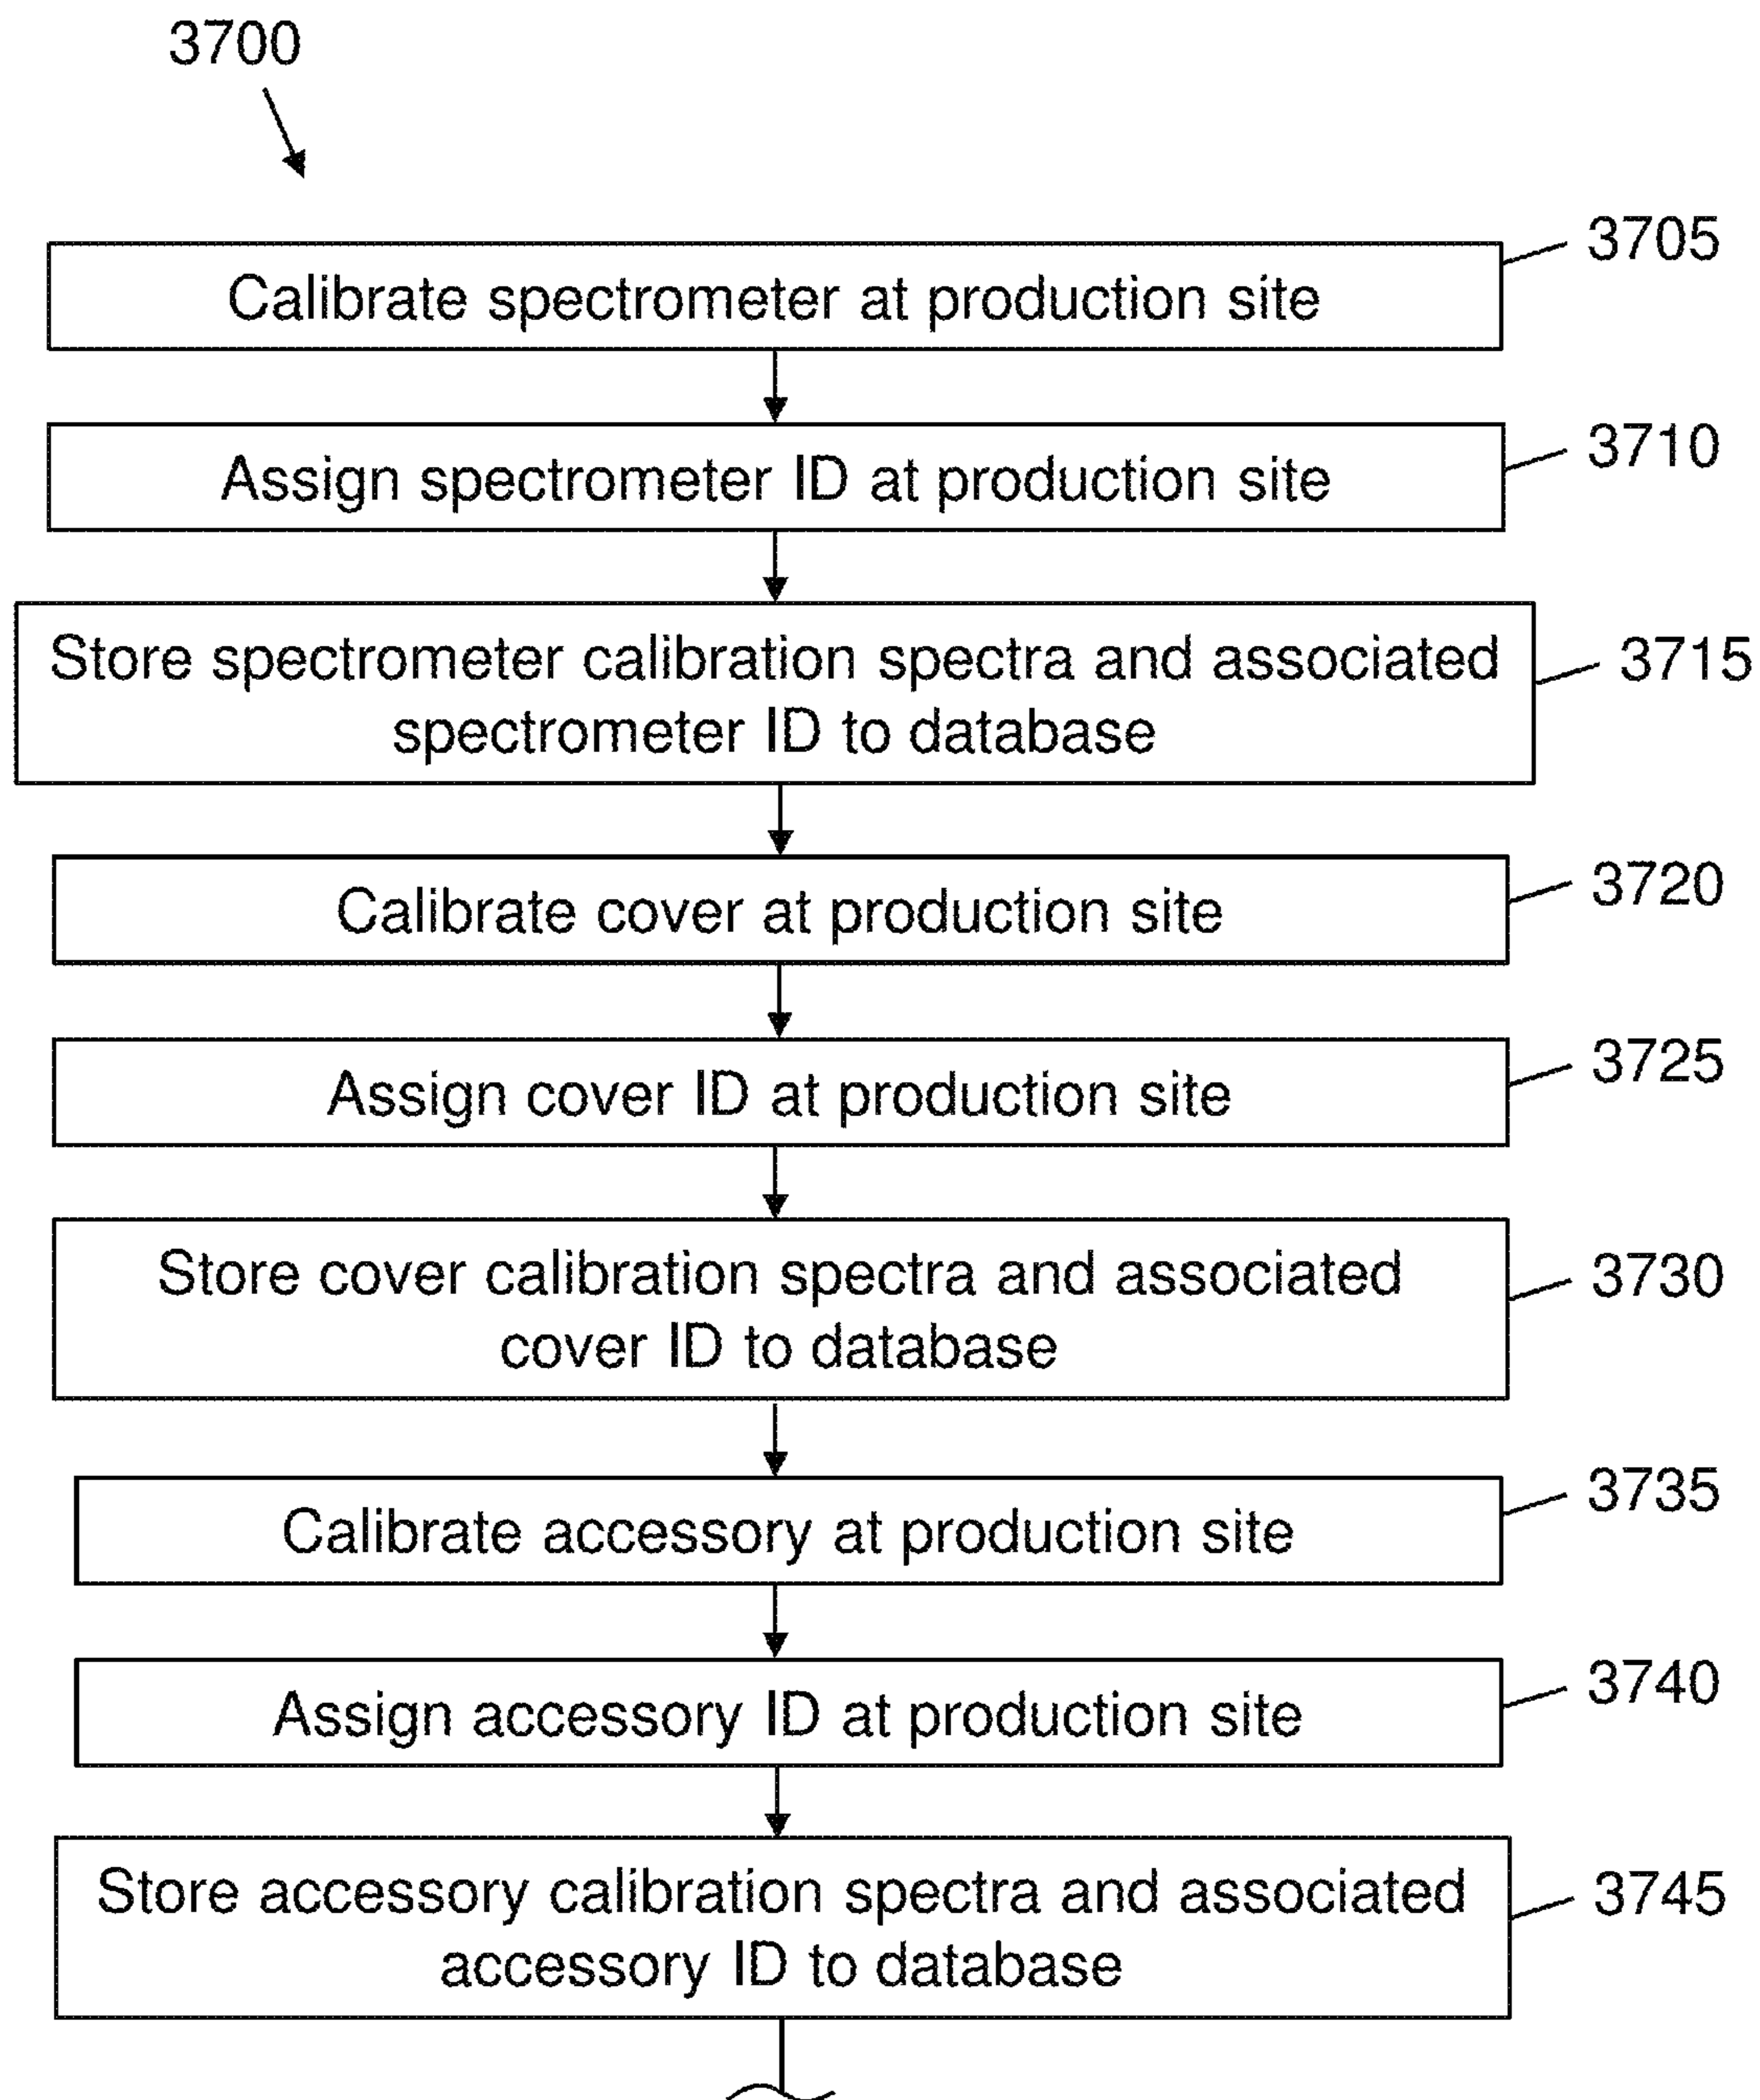 3700
Calibrate spectrometer at production site
3705
Assign spectrometer ID at production site
3710
Store spectrometer calibration spectra and associated
spectrometer ID to database
3715
Calibrate cover at production site
3720
Assign cover ID at production site
3725
Store cover calibration spectra and associated
cover ID to database
3730
Calibrate accessory at production site
3735
Assign accessory ID at production site
3740
Store accessory calibration spectra and associated
accessory ID to database
3745